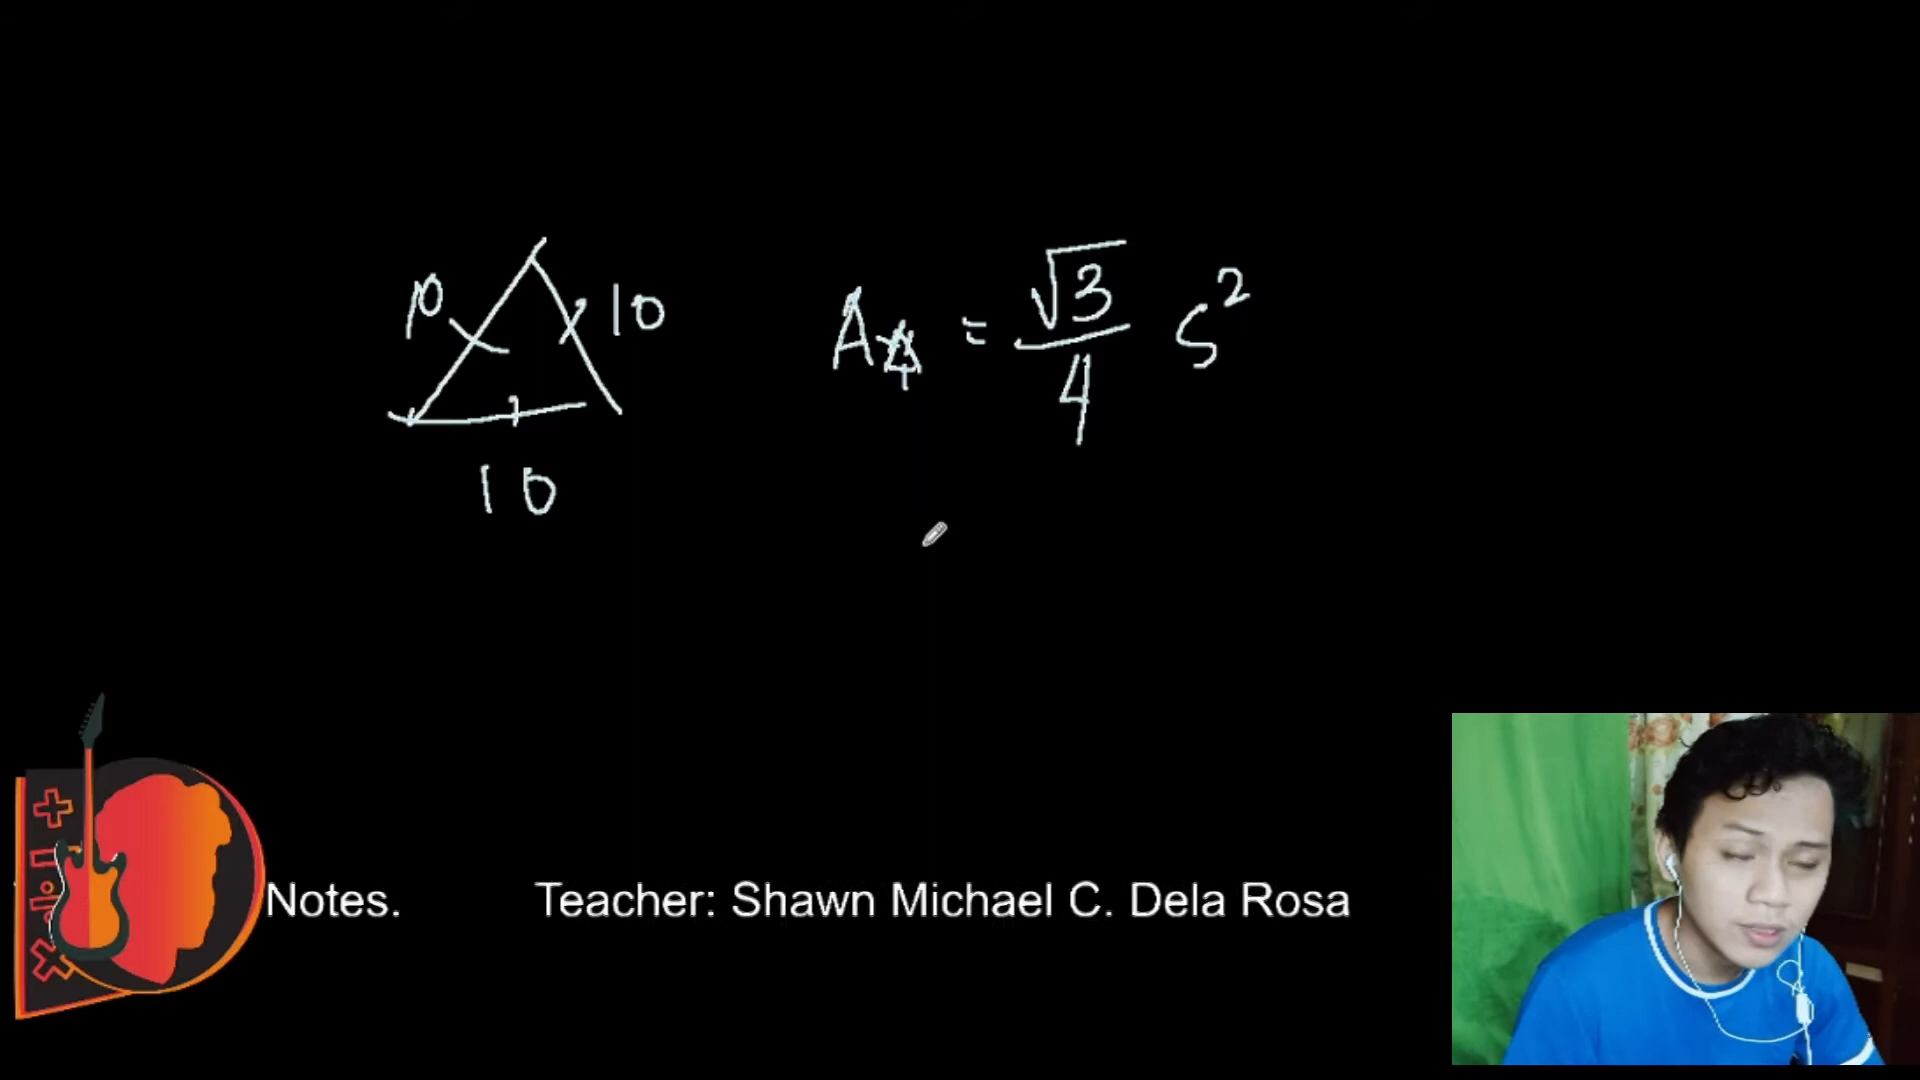 10
10
10
A△ = √3/4 s²
Notes. Teacher: Shawn Michael C. Dela Rosa